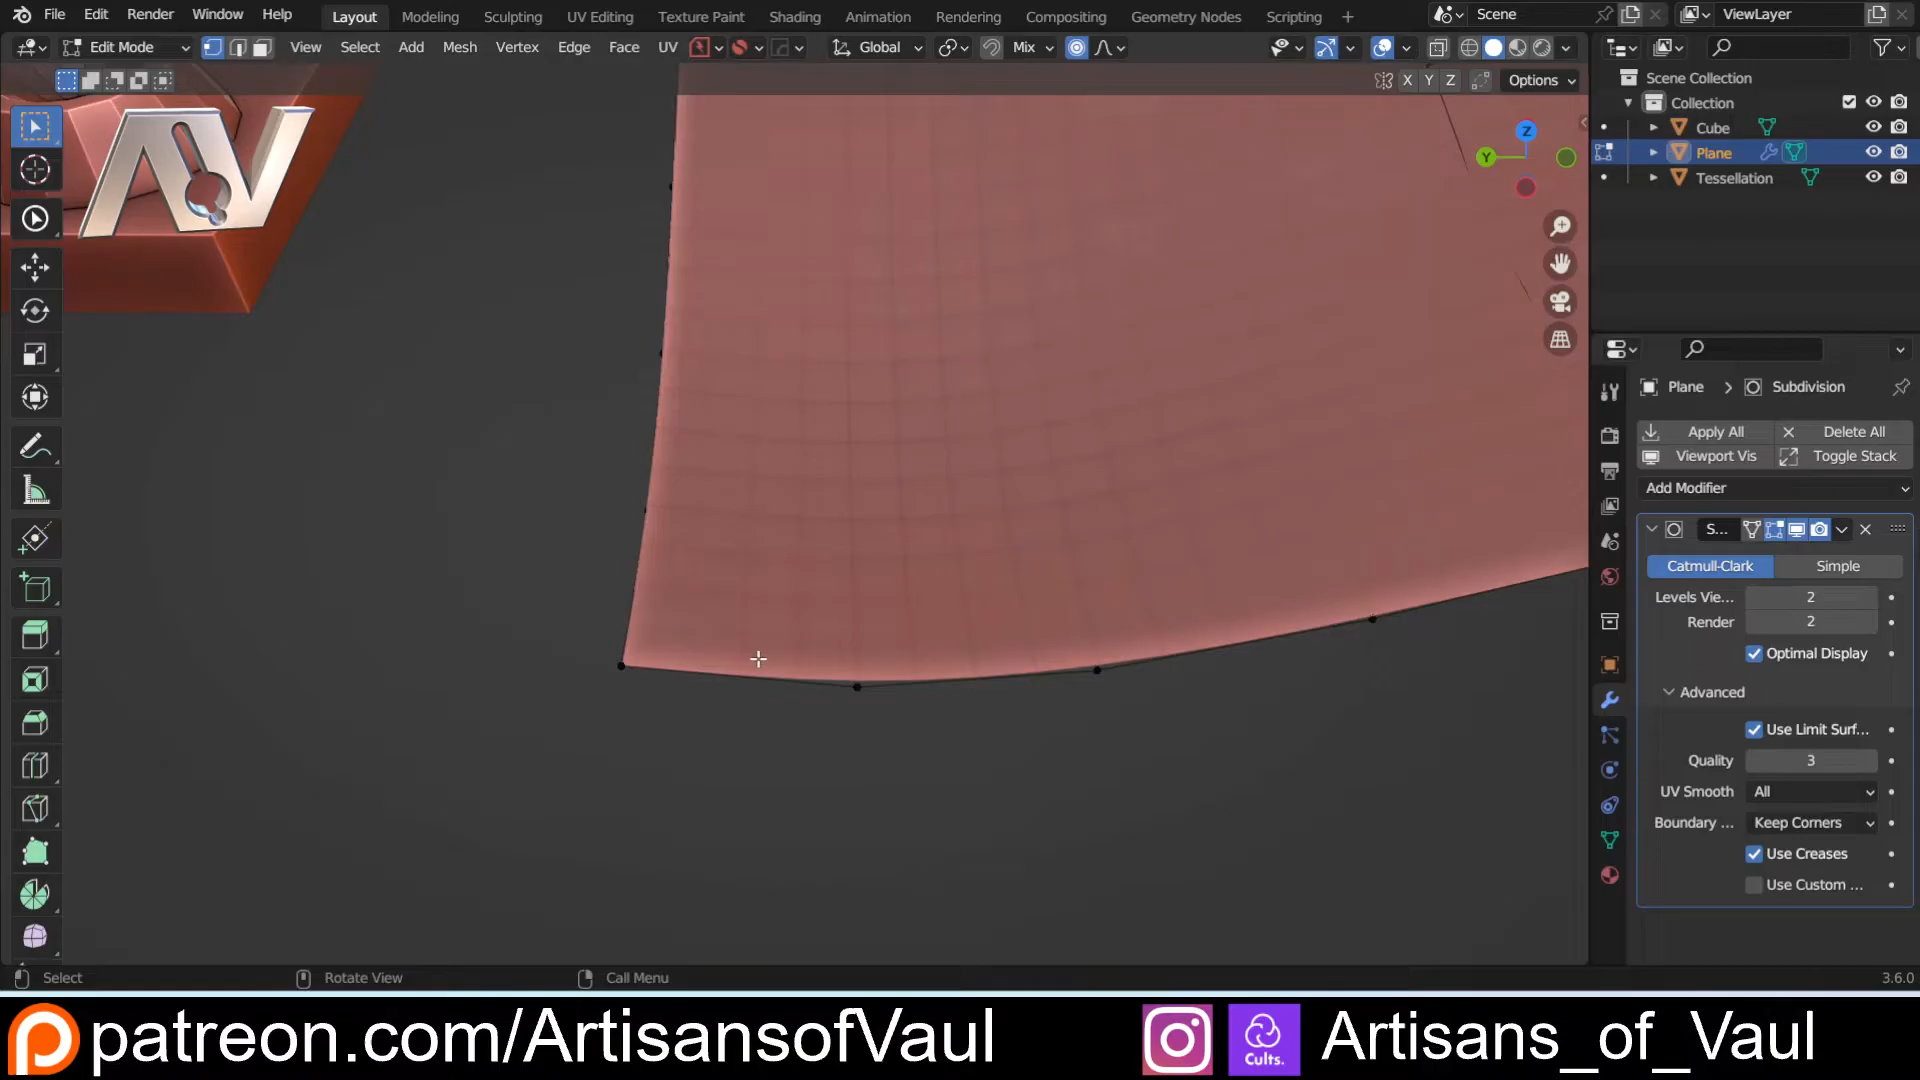 File Edit Render Window Help Layout Modeling Sculpting UV Editing Texture Paint Shading Animation Rendering Compositing Geometry Nodes Scripting + Scene ViewLayer
Edit Mode View Select Add Mesh Vertex Edge Face UV Global Mix
X Y Z Options
Scene Collection
Collection
Cube
Plane
Tessellation
Z
Y
AV
Plane > Subdivision
Apply All Delete All
Viewport Vis Toggle Stack
Add Modifier
S...
Catmull-Clark Simple
Levels Vie... 2
Render 2
Optimal Display
Advanced
Use Limit Surf...
Quality 3
UV Smooth All
Boundary ... Keep Corners
Use Creases
Use Custom ...
Select Rotate View Call Menu 3.6.0
patreon.com/ArtisansofVaul Cults. Artisans_of_Vaul